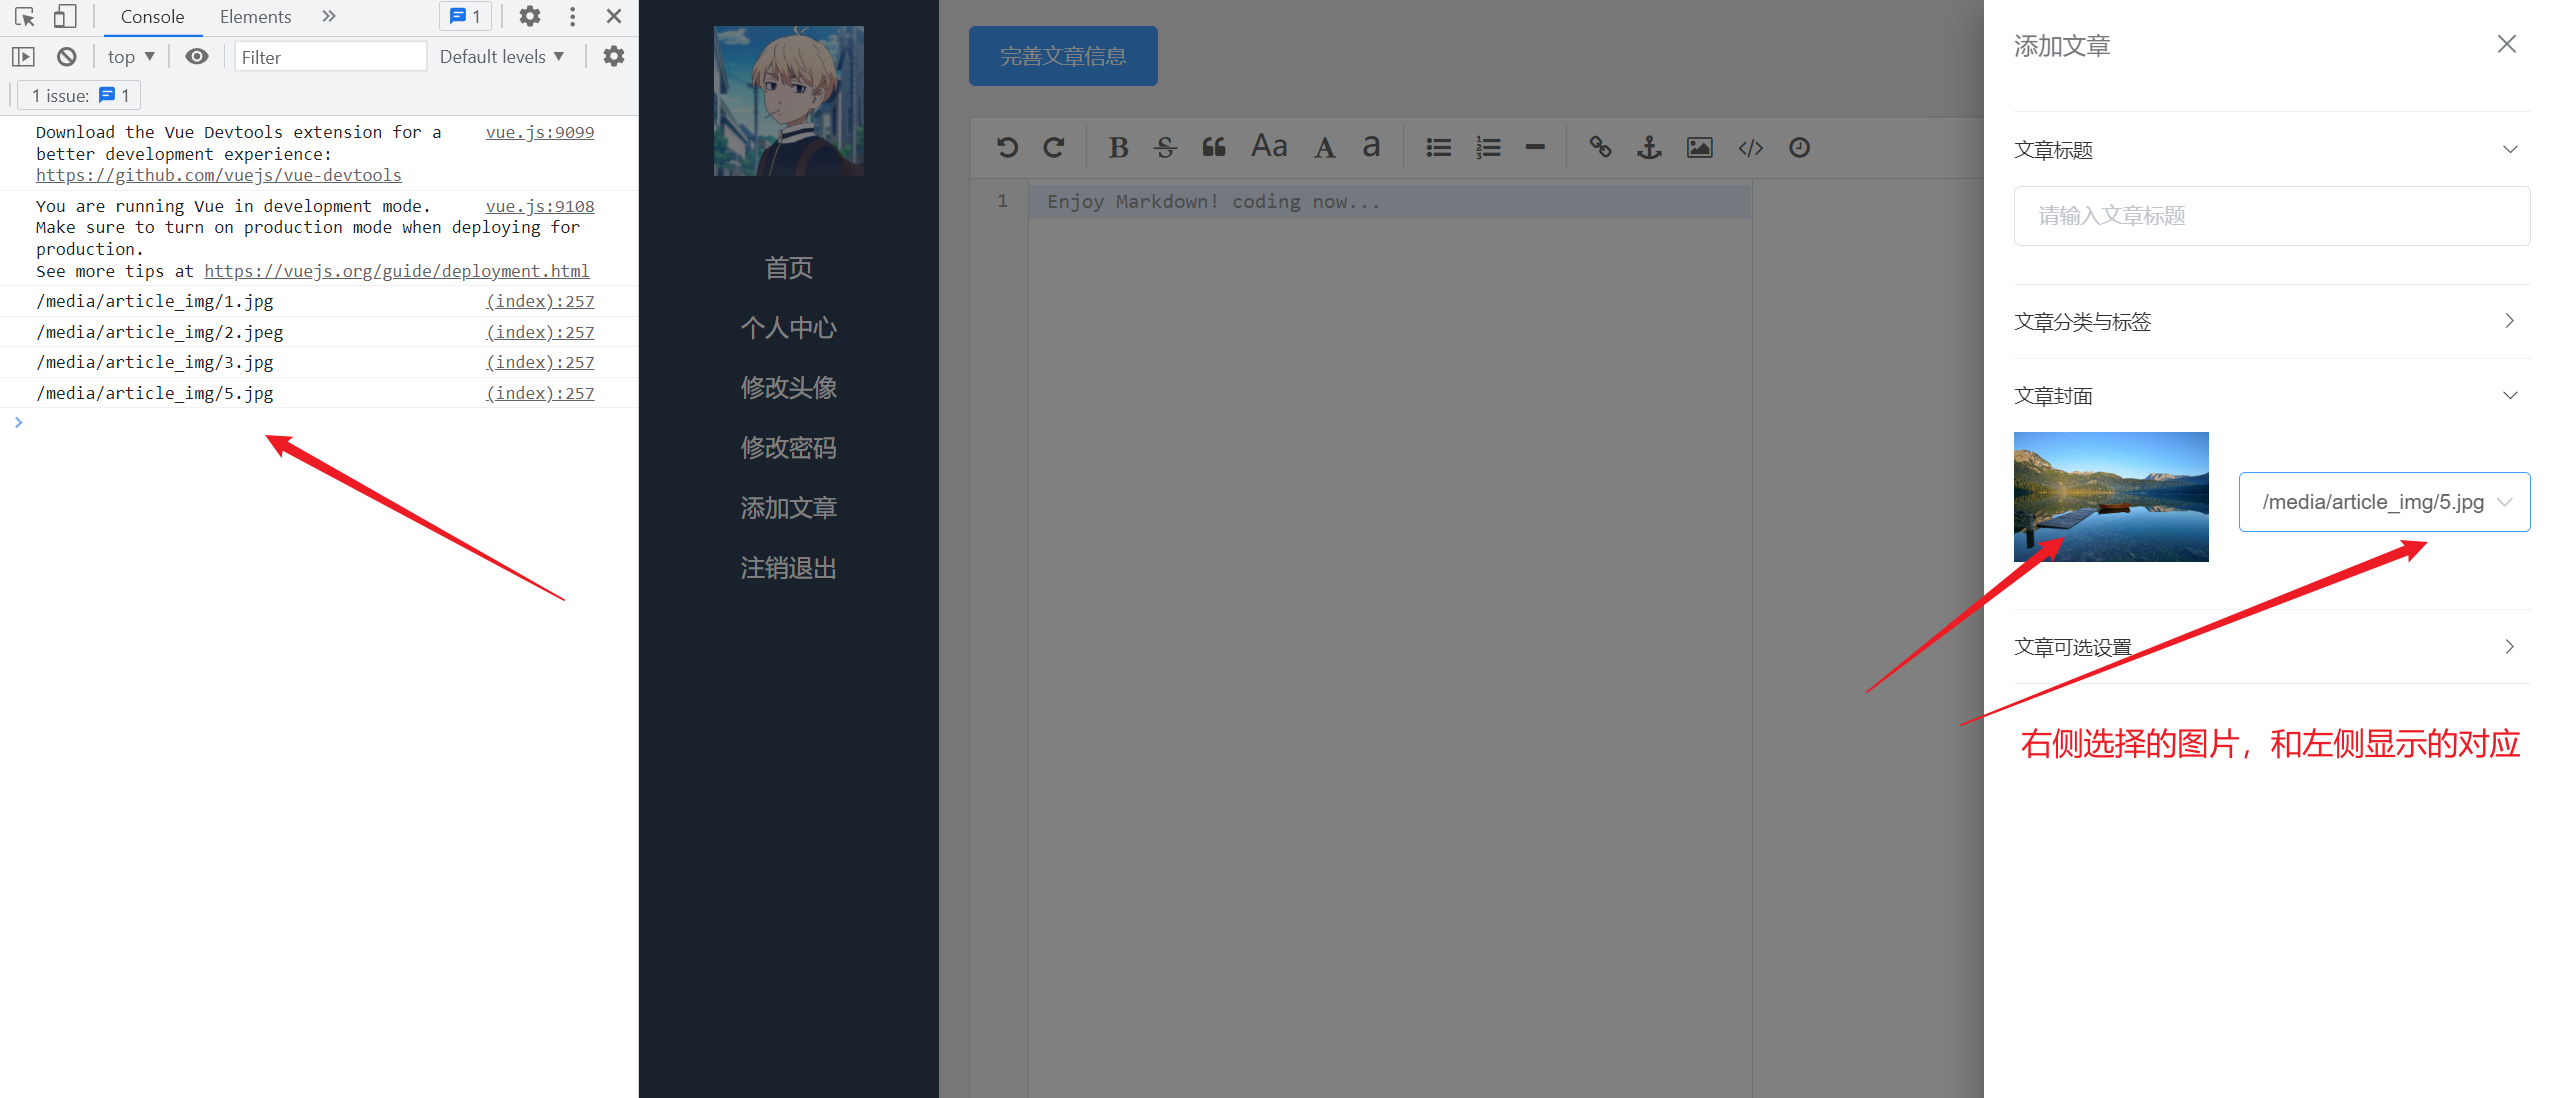 Console
Elements
1
top
Filter
Default levels
1 issue:
1
Download the Vue Devtools extension for a
vue.js:9099
better development experience:
https://github.com/vuejs/vue-devtools
You are running Vue in development mode.
vue.js:9108
Make sure to turn on production mode when deploying for
production.
See more tips at https://vuejs.org/guide/deployment.html
/media/article_img/1.jpg
(index):257
/media/article_img/2.jpeg
(index):257
/media/article_img/3.jpg
(index):257
/media/article_img/5.jpg
(index):257
首页
个人中心
修改头像
修改密码
添加文章
注销退出
完善文章信息
B S Aa A a
1
Enjoy Markdown! coding now...
添加文章
文章标题
请输入文章标题
文章分类与标签
文章封面
/media/article_img/5.jpg
文章可选设置
右侧选择的图片，和左侧显示的对应